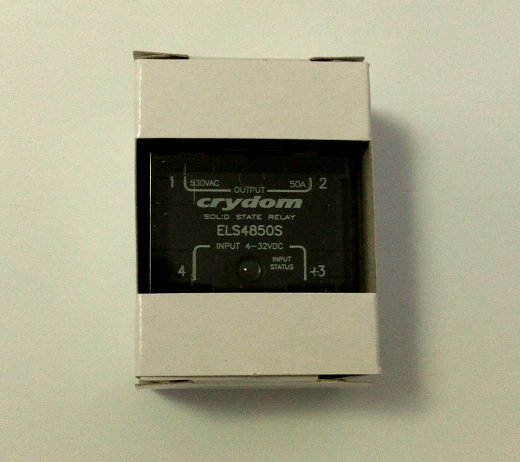 1 530VAC 50A 2
OUTPUT
crydom
SOLID STATE RELAY
ELS4850S
INPUT 4-32VDC
INPUT
STATUS
4 +3